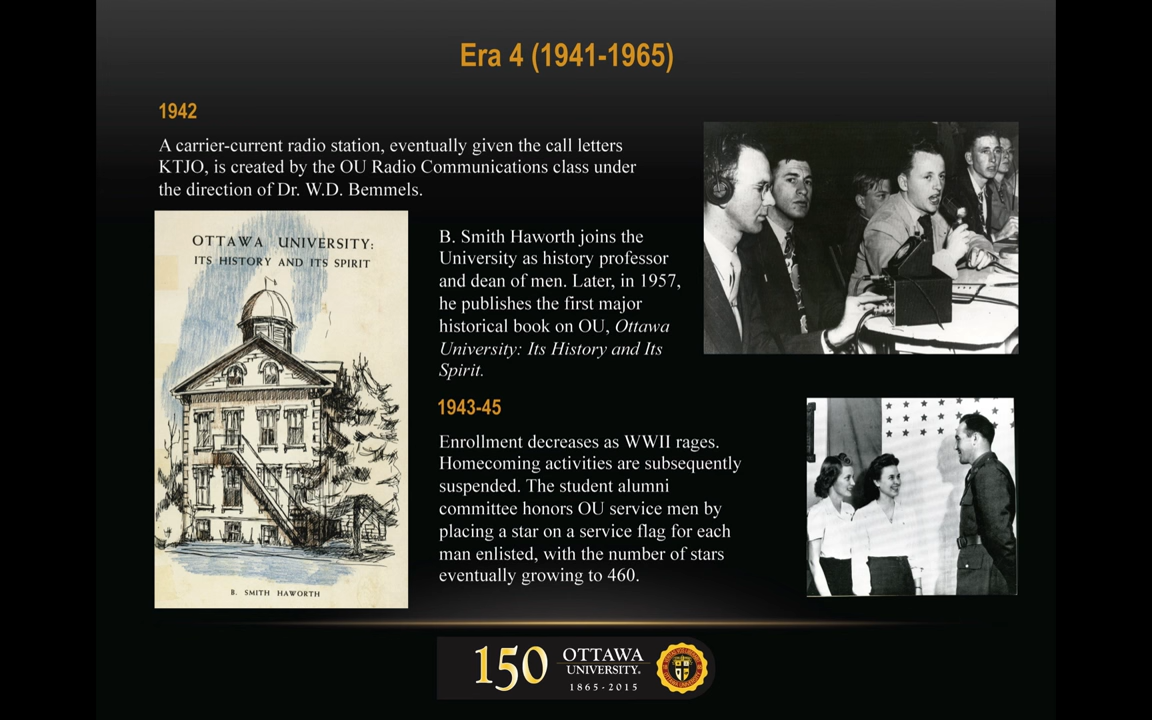 Era 4 (1941-1965)
1942
A carrier-current radio station, eventually given the call letters
KTJO, is created by the OU Radio Communications class under
the direction of Dr. W.D. Bemmels.
OTTAWA UNIVERSITY:
ITS HISTORY AND ITS SPIRIT
B. SMITH HAWORTH
B. Smith Haworth joins the
University as history professor
and dean of men. Later, in 1957,
he publishes the first major
historical book on OU, Ottawa
University: Its History and Its
Spirit.
1943-45
Enrollment decreases as WWII rages.
Homecoming activities are subsequently
suspended. The student alumni
committee honors OU service men by
placing a star on a service flag for each
man enlisted, with the number of stars
eventually growing to 460.
150
OTTAWA
UNIVERSITY.
1865-2015